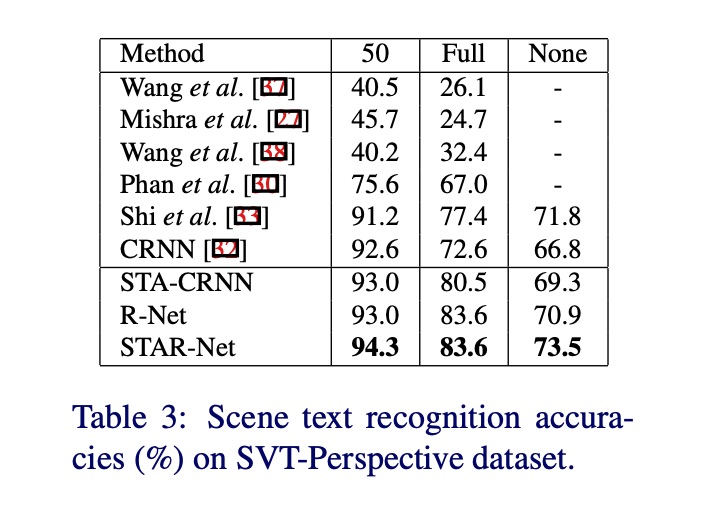 Method 50 Full None
Wang et al. [37] 40.5 26.1 -
Mishra et al. [27] 45.7 24.7 -
Wang et al. [38] 40.2 32.4 -
Phan et al. [30] 75.6 67.0 -
Shi et al. [33] 91.2 77.4 71.8
CRNN [32] 92.6 72.6 66.8
STA-CRNN 93.0 80.5 69.3
R-Net 93.0 83.6 70.9
STAR-Net 94.3 83.6 73.5
Table 3: Scene text recognition accura-
cies (%) on SVT-Perspective dataset.